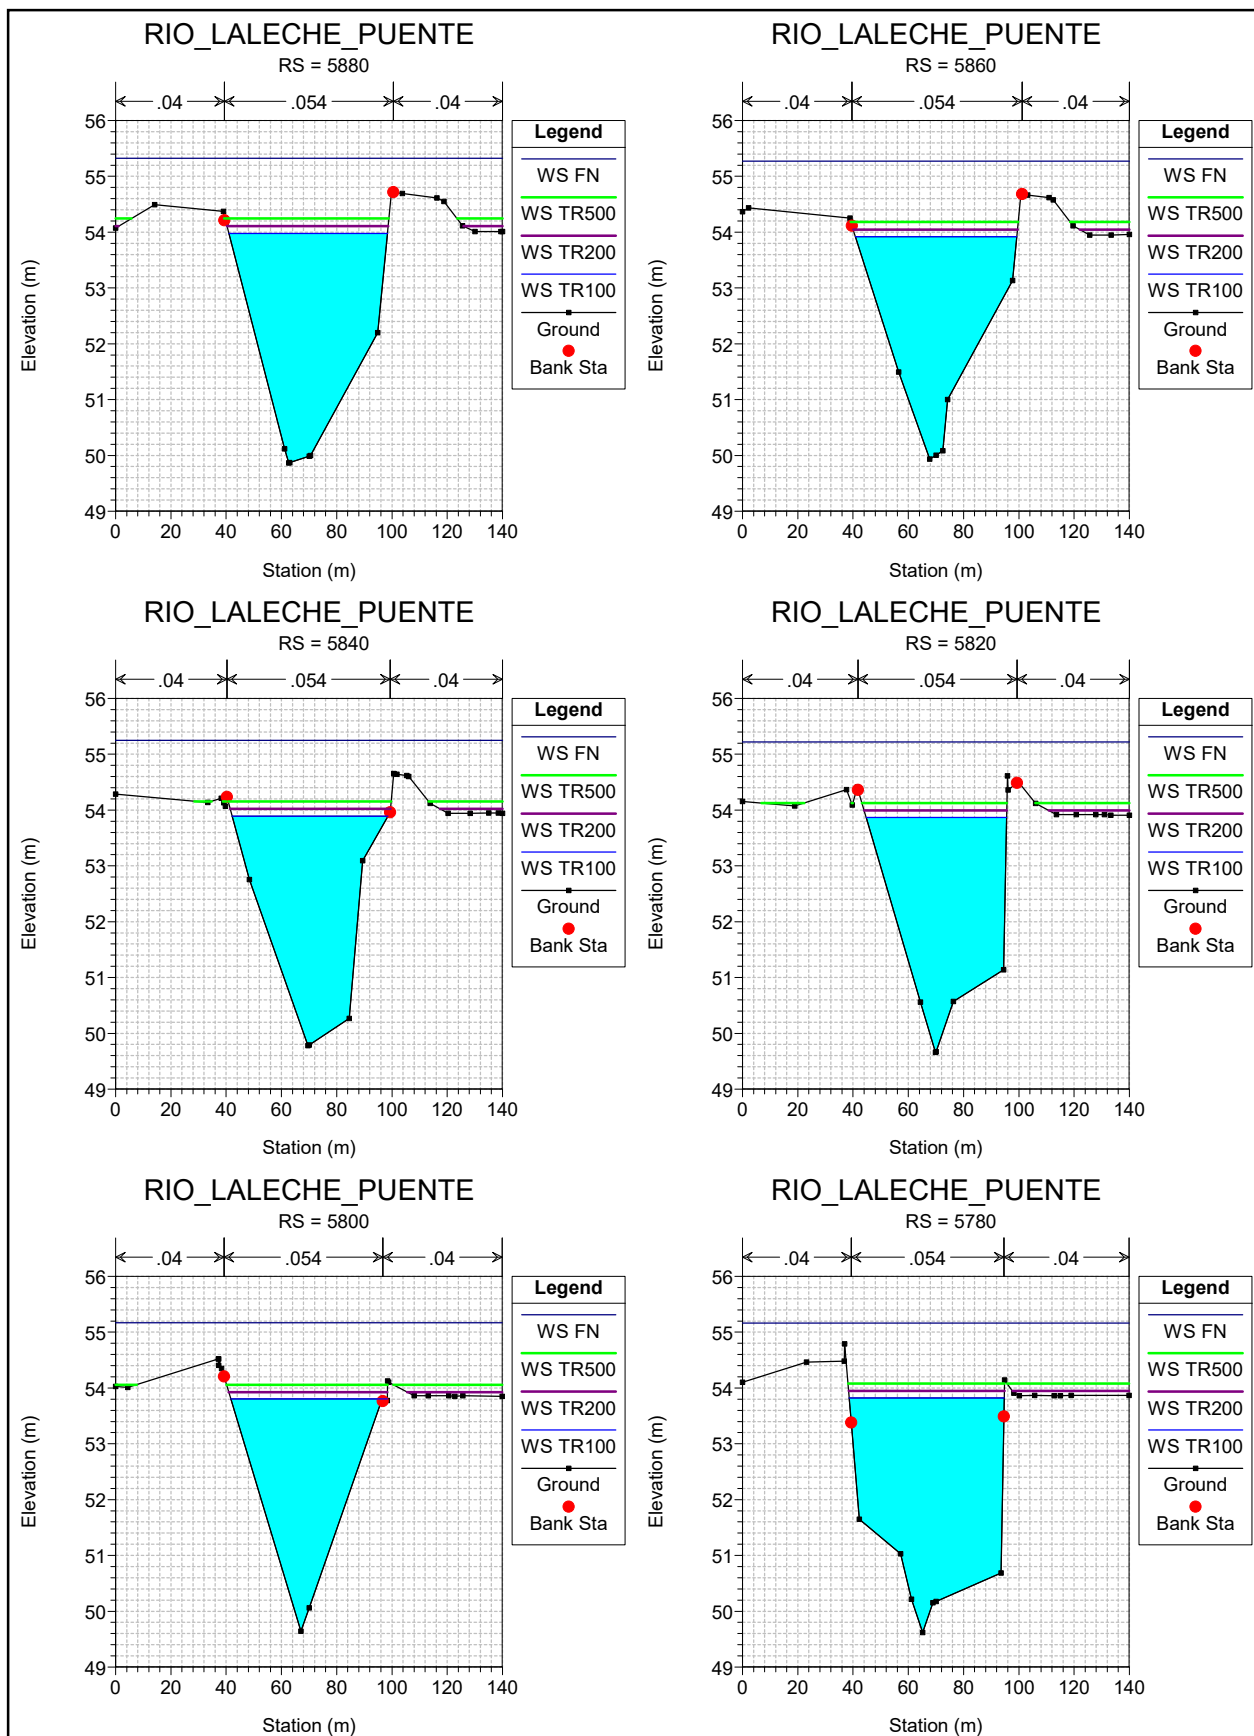 RIO_LALECHE_PUENTE
RS = 5880
.04 .054 .04
56
55
54
53
52
51
50
49
0 20 40 60 80 100 120 140
Station (m)
Elevation (m)
Legend
WS FN
WS TR500
WS TR200
WS TR100
Ground
Bank Sta
RIO_LALECHE_PUENTE
RS = 5860
.04 .054 .04
56
55
54
53
52
51
50
49
0 20 40 60 80 100 120 140
Station (m)
Elevation (m)
Legend
WS FN
WS TR500
WS TR200
WS TR100
Ground
Bank Sta
RIO_LALECHE_PUENTE
RS = 5840
.04 .054 .04
56
55
54
53
52
51
50
49
0 20 40 60 80 100 120 140
Station (m)
Elevation (m)
Legend
WS FN
WS TR500
WS TR200
WS TR100
Ground
Bank Sta
RIO_LALECHE_PUENTE
RS = 5820
.04 .054 .04
56
55
54
53
52
51
50
49
0 20 40 60 80 100 120 140
Station (m)
Elevation (m)
Legend
WS FN
WS TR500
WS TR200
WS TR100
Ground
Bank Sta
RIO_LALECHE_PUENTE
RS = 5800
.04 .054 .04
56
55
54
53
52
51
50
49
0 20 40 60 80 100 120 140
Station (m)
Elevation (m)
Legend
WS FN
WS TR500
WS TR200
WS TR100
Ground
Bank Sta
RIO_LALECHE_PUENTE
RS = 5780
.04 .054 .04
56
55
54
53
52
51
50
49
0 20 40 60 80 100 120 140
Station (m)
Elevation (m)
Legend
WS FN
WS TR500
WS TR200
WS TR100
Ground
Bank Sta